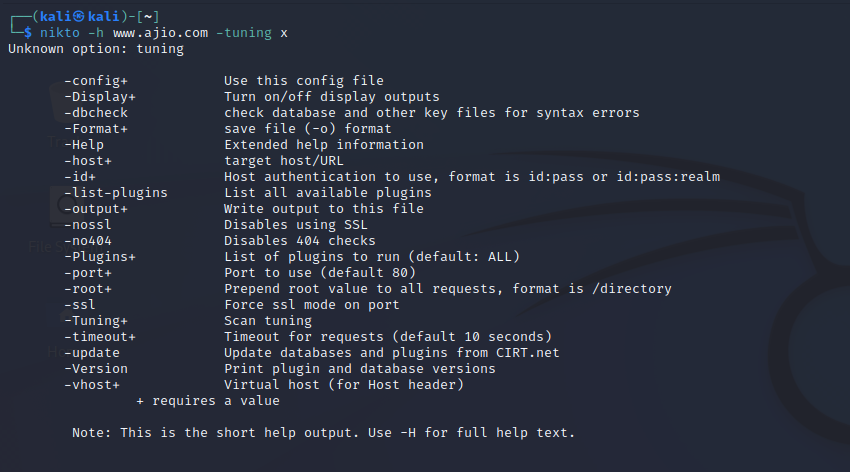 ┌──(kali㉿kali)-[~]
└─$ nikto -h www.ajio.com -tuning x
Unknown option: tuning
-config+ Use this config file
-Display+ Turn on/off display outputs
-dbcheck check database and other key files for syntax errors
-Format+ save file (-o) format
-Help Extended help information
-host+ target host/URL
-id+ Host authentication to use, format is id:pass or id:pass:realm
-list-plugins List all available plugins
-output+ Write output to this file
-nossl Disables using SSL
-no404 Disables 404 checks
-Plugins+ List of plugins to run (default: ALL)
-port+ Port to use (default 80)
-root+ Prepend root value to all requests, format is /directory
-ssl Force ssl mode on port
-Tuning+ Scan tuning
-timeout+ Timeout for requests (default 10 seconds)
-update Update databases and plugins from CIRT.net
-Version Print plugin and database versions
-vhost+ Virtual host (for Host header)
+ requires a value
Note: This is the short help output. Use -H for full help text.